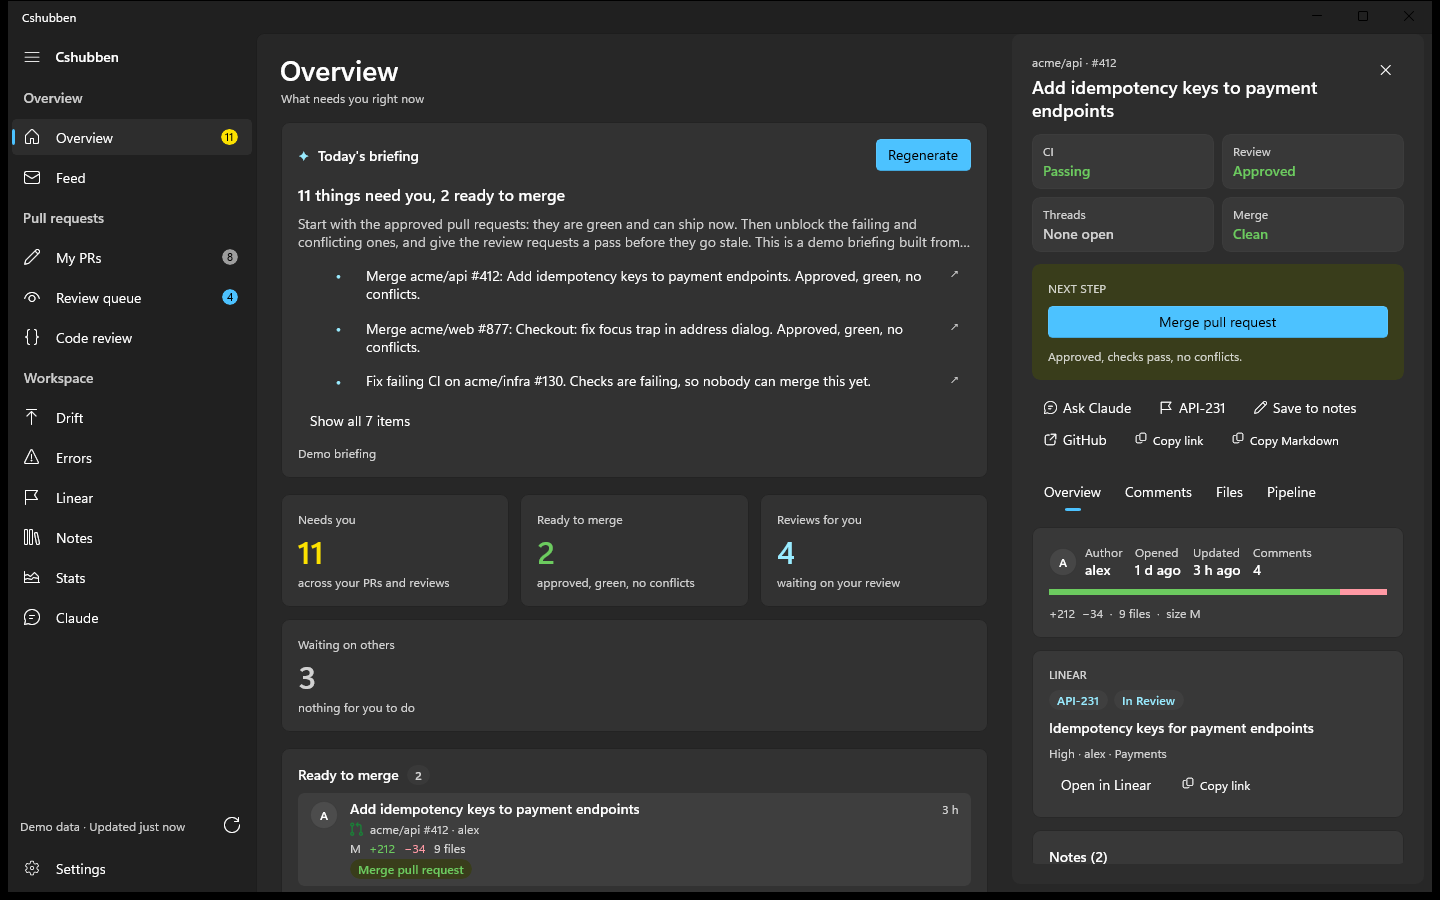 Cshubben
Cshubben
Overview
Overview 11
Feed
Pull requests
My PRs 8
Review queue 4
Code review
Workspace
Drift
Errors
Linear
Notes
Stats
Claude
Demo data · Updated just now
Settings
Overview
What needs you right now
Today's briefing
Regenerate
11 things need you, 2 ready to merge
Start with the approved pull requests: they are green and can ship now. Then unblock the failing and
conflicting ones, and give the review requests a pass before they go stale. This is a demo briefing built from…
• Merge acme/api #412: Add idempotency keys to payment endpoints. Approved, green, no
conflicts.
• Merge acme/web #877: Checkout: fix focus trap in address dialog. Approved, green, no
conflicts.
• Fix failing CI on acme/infra #130. Checks are failing, so nobody can merge this yet.
Show all 7 items
Demo briefing
Needs you
11
across your PRs and reviews
Ready to merge
2
approved, green, no conflicts
Reviews for you
4
waiting on your review
Waiting on others
3
nothing for you to do
Ready to merge 2
A
Add idempotency keys to payment endpoints 3 h
acme/api #412 · alex
M +212 −34 9 files
Merge pull request
acme/api · #412
Add idempotency keys to payment
endpoints
CI
Passing
Review
Approved
Threads
None open
Merge
Clean
NEXT STEP
Merge pull request
Approved, checks pass, no conflicts.
Ask Claude API-231 Save to notes
GitHub Copy link Copy Markdown
Overview Comments Files Pipeline
A
Author Opened Updated Comments
alex 1 d ago 3 h ago 4
+212 −34 · 9 files · size M
LINEAR
API-231 In Review
Idempotency keys for payment endpoints
High · alex · Payments
Open in Linear Copy link
Notes (2)